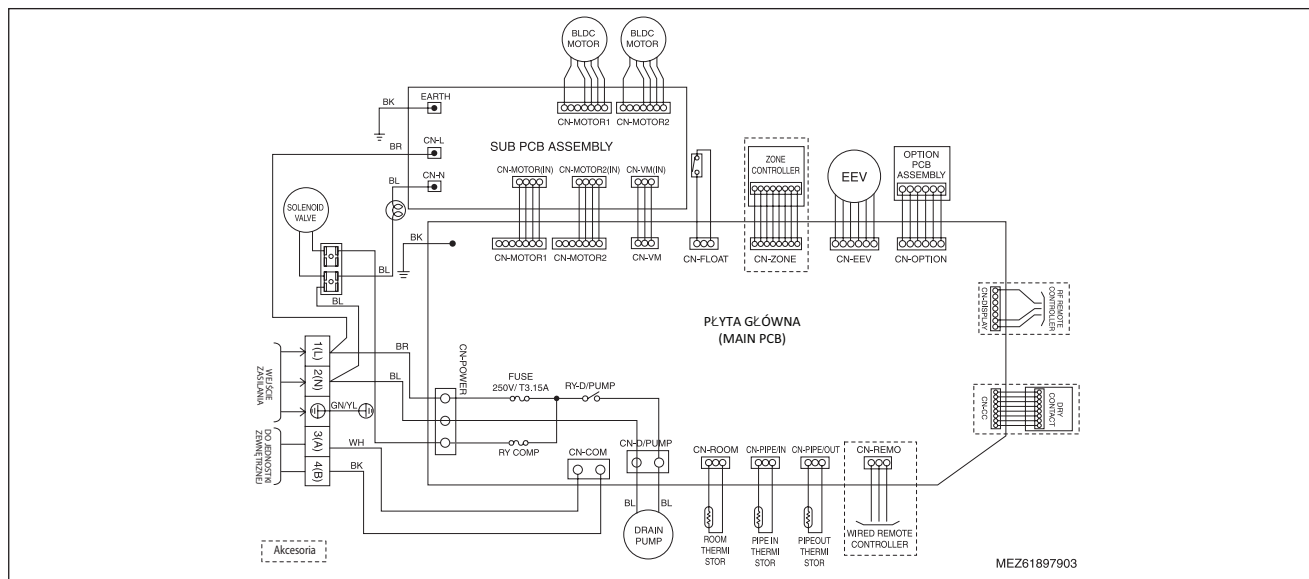 BLDC
MOTOR
BLDC
MOTOR
EARTH
BK
CN-MOTOR1
CN-MOTOR2
CN-L
BR
SUB PCB ASSEMBLY
CN-N
BL
CN-MOTOR(IN)
CN-MOTOR2(IN)
CN-VM(IN)
ZONE
CONTROLLER
EEV
OPTION
PCB
ASSEMBLY
SOLENOID
VALVE
BK
CN-MOTOR1
CN-MOTOR2
CN-VM
CN-FLOAT
CN-ZONE
CN-EEV
CN-OPTION
BL
BL
CN-DISPLAY
RF REMOTE
CONTROLLER
PŁYTA GŁÓWNA
(MAIN PCB)
WEJŚCIE
ZASILANIA
1(L)
2(N)
GN/YL
3(A)
4(B)
DO JEDNOSTKI
ZEWNĘTRZNEJ
BR
BL
WH
BK
CN-POWER
FUSE
250V/ T3.15A
RY-D/PUMP
RY COMP
CN-COM
CN-D/PUMP
CN-CC
DRY
CONTACT
CN-ROOM
CN-PIPE/IN
CN-PIPE/OUT
CN-REMO
BL
BL
DRAIN
PUMP
ROOM
THERMI
STOR
PIPE IN
THERMI
STOR
PIPEOUT
THERMI
STOR
WIRED REMOTE
CONTROLLER
Akcesoria
MEZ61897903